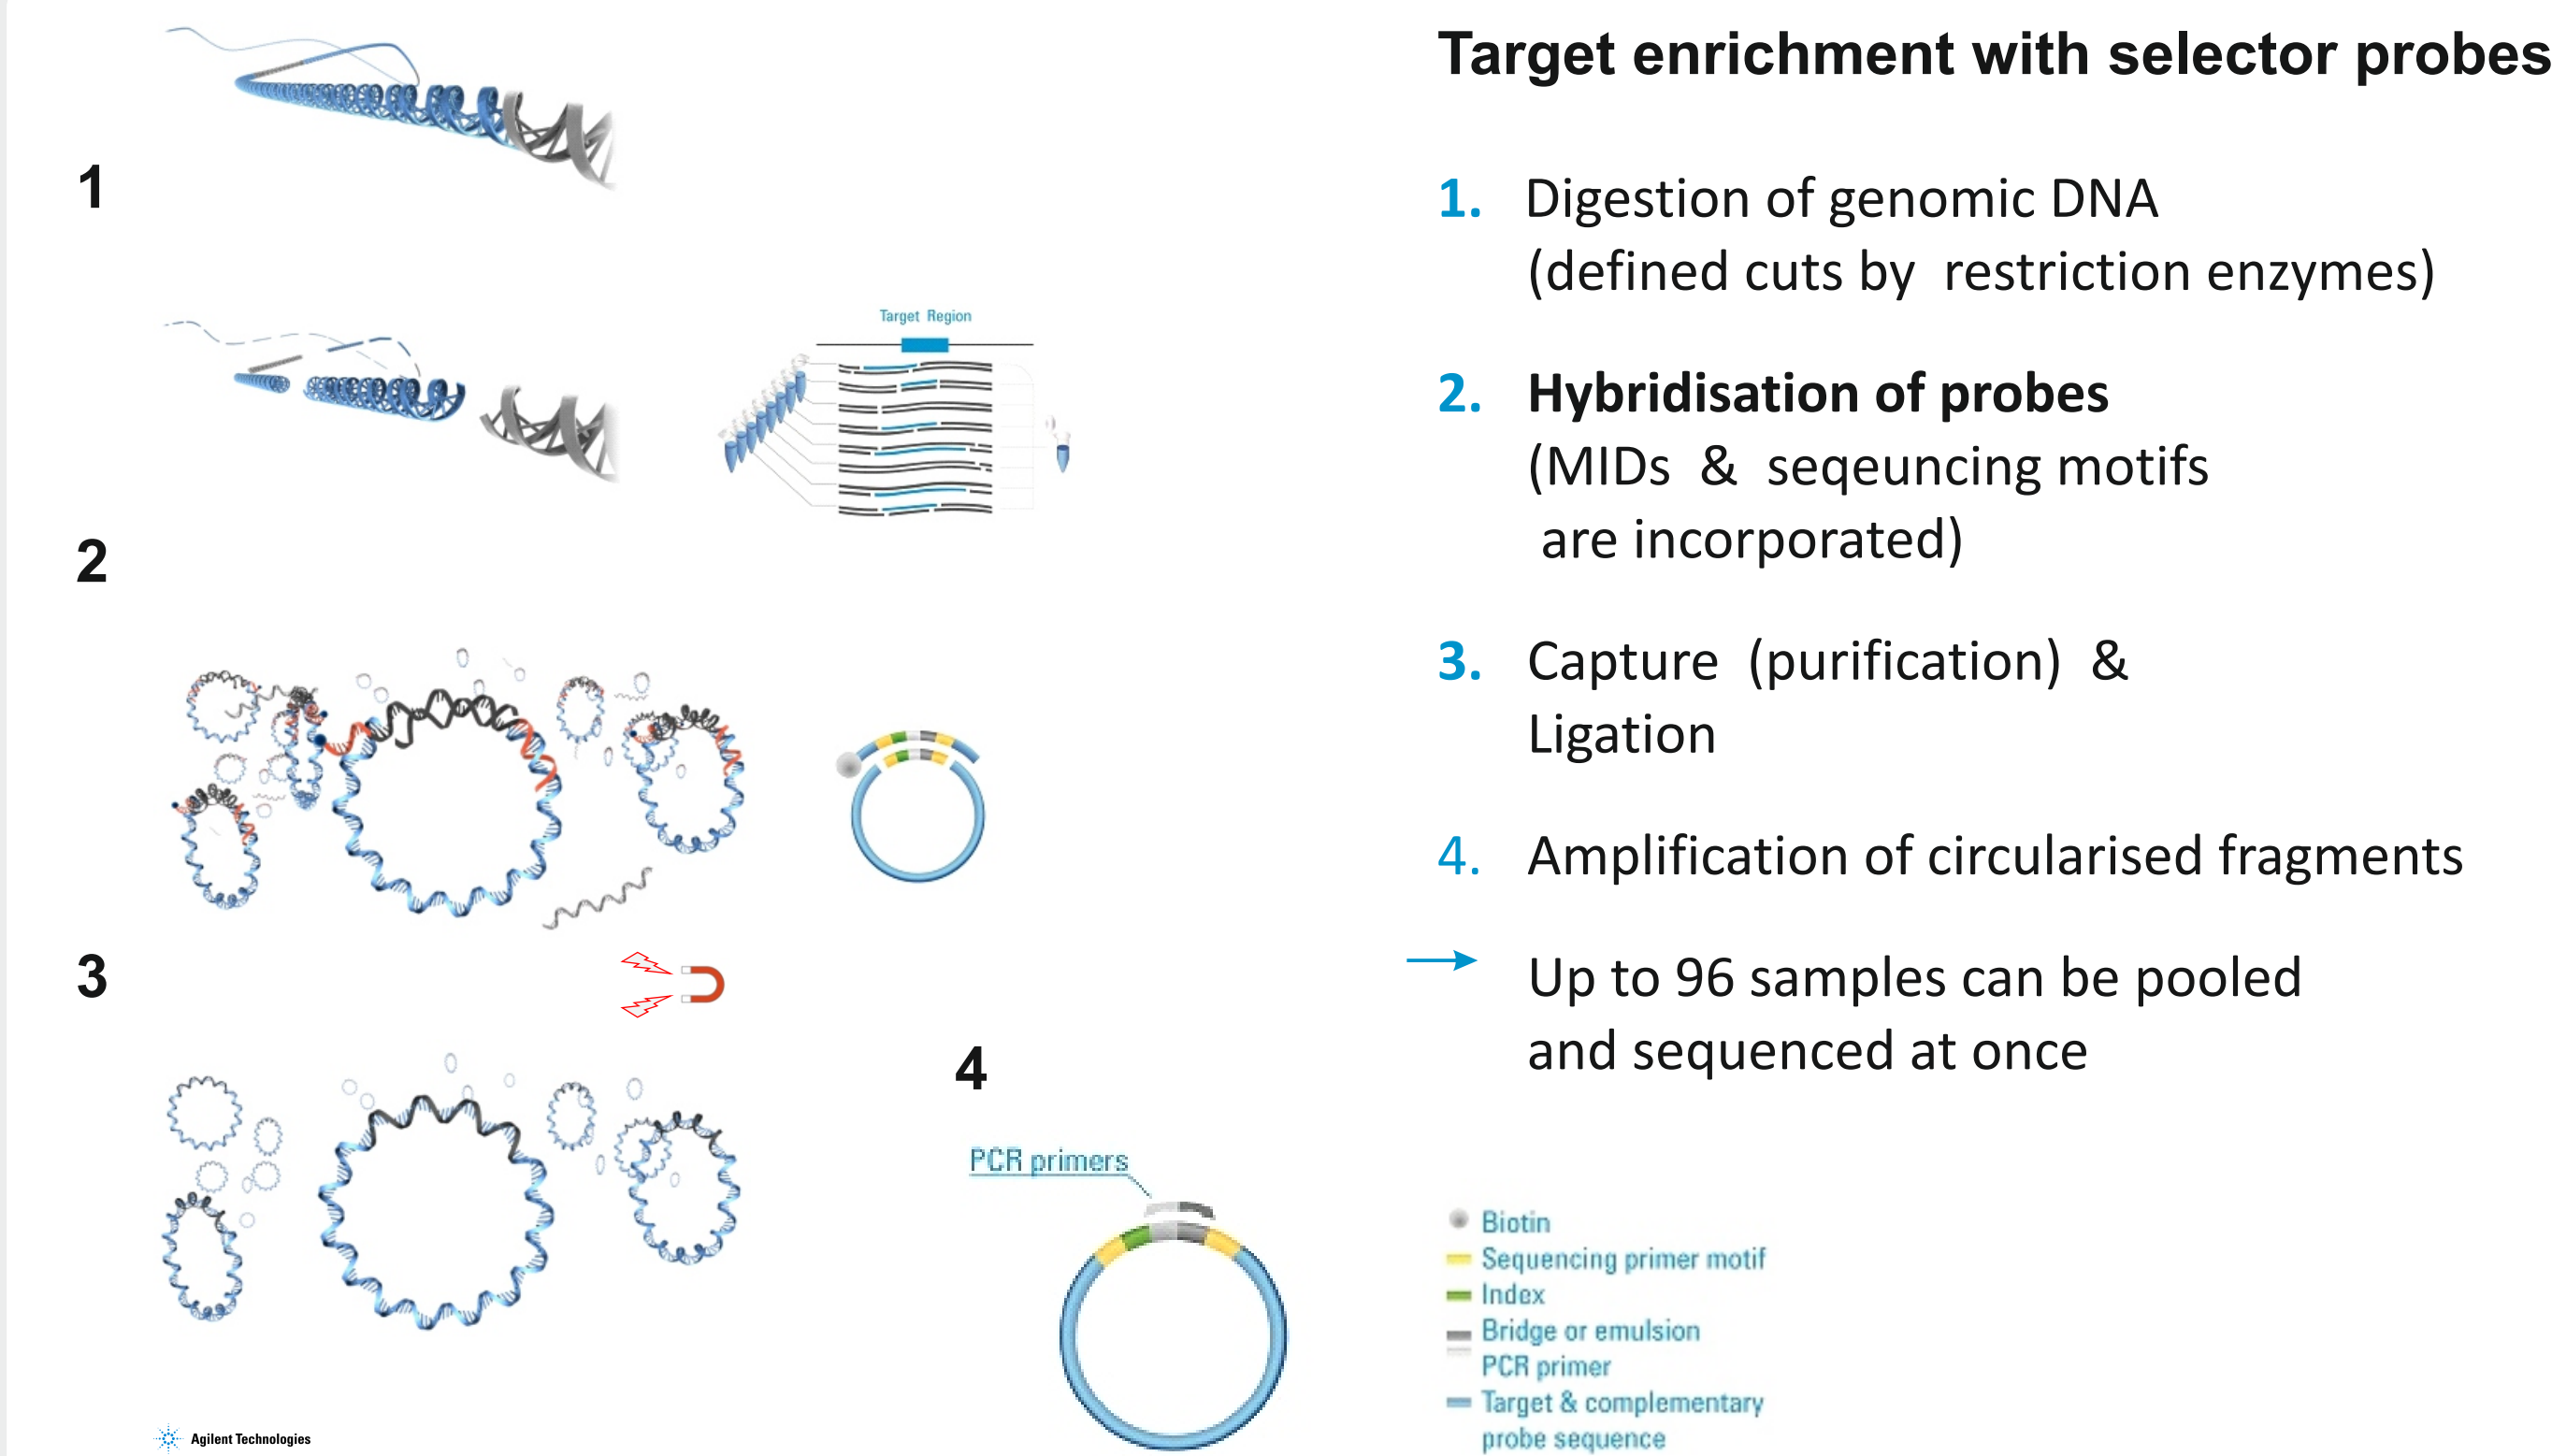 Target enrichment with selector probes
1
1. Digestion of genomic DNA
(defined cuts by restriction enzymes)
Target Region
2. Hybridisation of probes
(MIDs & seqeuncing motifs
are incorporated)
2
3. Capture (purification) &
Ligation
4. Amplification of circularised fragments
3
Up to 96 samples can be pooled
and sequenced at once
4
PCR primers
Biotin
Sequencing primer motif
Index
Bridge or emulsion
PCR primer
Target & complementary
probe sequence
Agilent Technologies